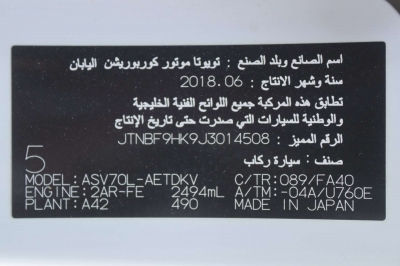 اسم الصانع وبلد الصنع : تويوتا موتور كوربوريشن اليابان
سنة وشهر الانتاج : 2018.06
تطابق هذه المركبة جميع اللوائح الفنية الخليجية
والوطنية للسيارات التي صدرت حتى تاريخ الإنتاج
الرقم المميز : JTNBF9HK9J3014508
صنف : سيارة ركاب
5
MODEL:ASV70L-AETDKV C/TR:089/FA40
ENGINE:2AR-FE 2494mL A/TM:-04A/U760E
PLANT:A42 490 MADE IN JAPAN